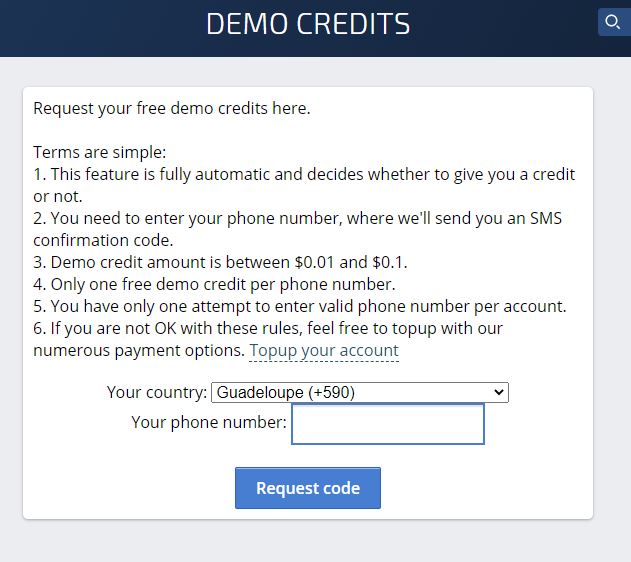 DEMO CREDITS
Request your free demo credits here.
Terms are simple:
1. This feature is fully automatic and decides whether to give you a credit
or not.
2. You need to enter your phone number, where we'll send you an SMS
confirmation code.
3. Demo credit amount is between $0.01 and $0.1.
4. Only one free demo credit per phone number.
5. You have only one attempt to enter valid phone number per account.
6. If you are not OK with these rules, feel free to topup with our
numerous payment options. Topup your account
Your country: Guadeloupe (+590)
Your phone number:
Request code